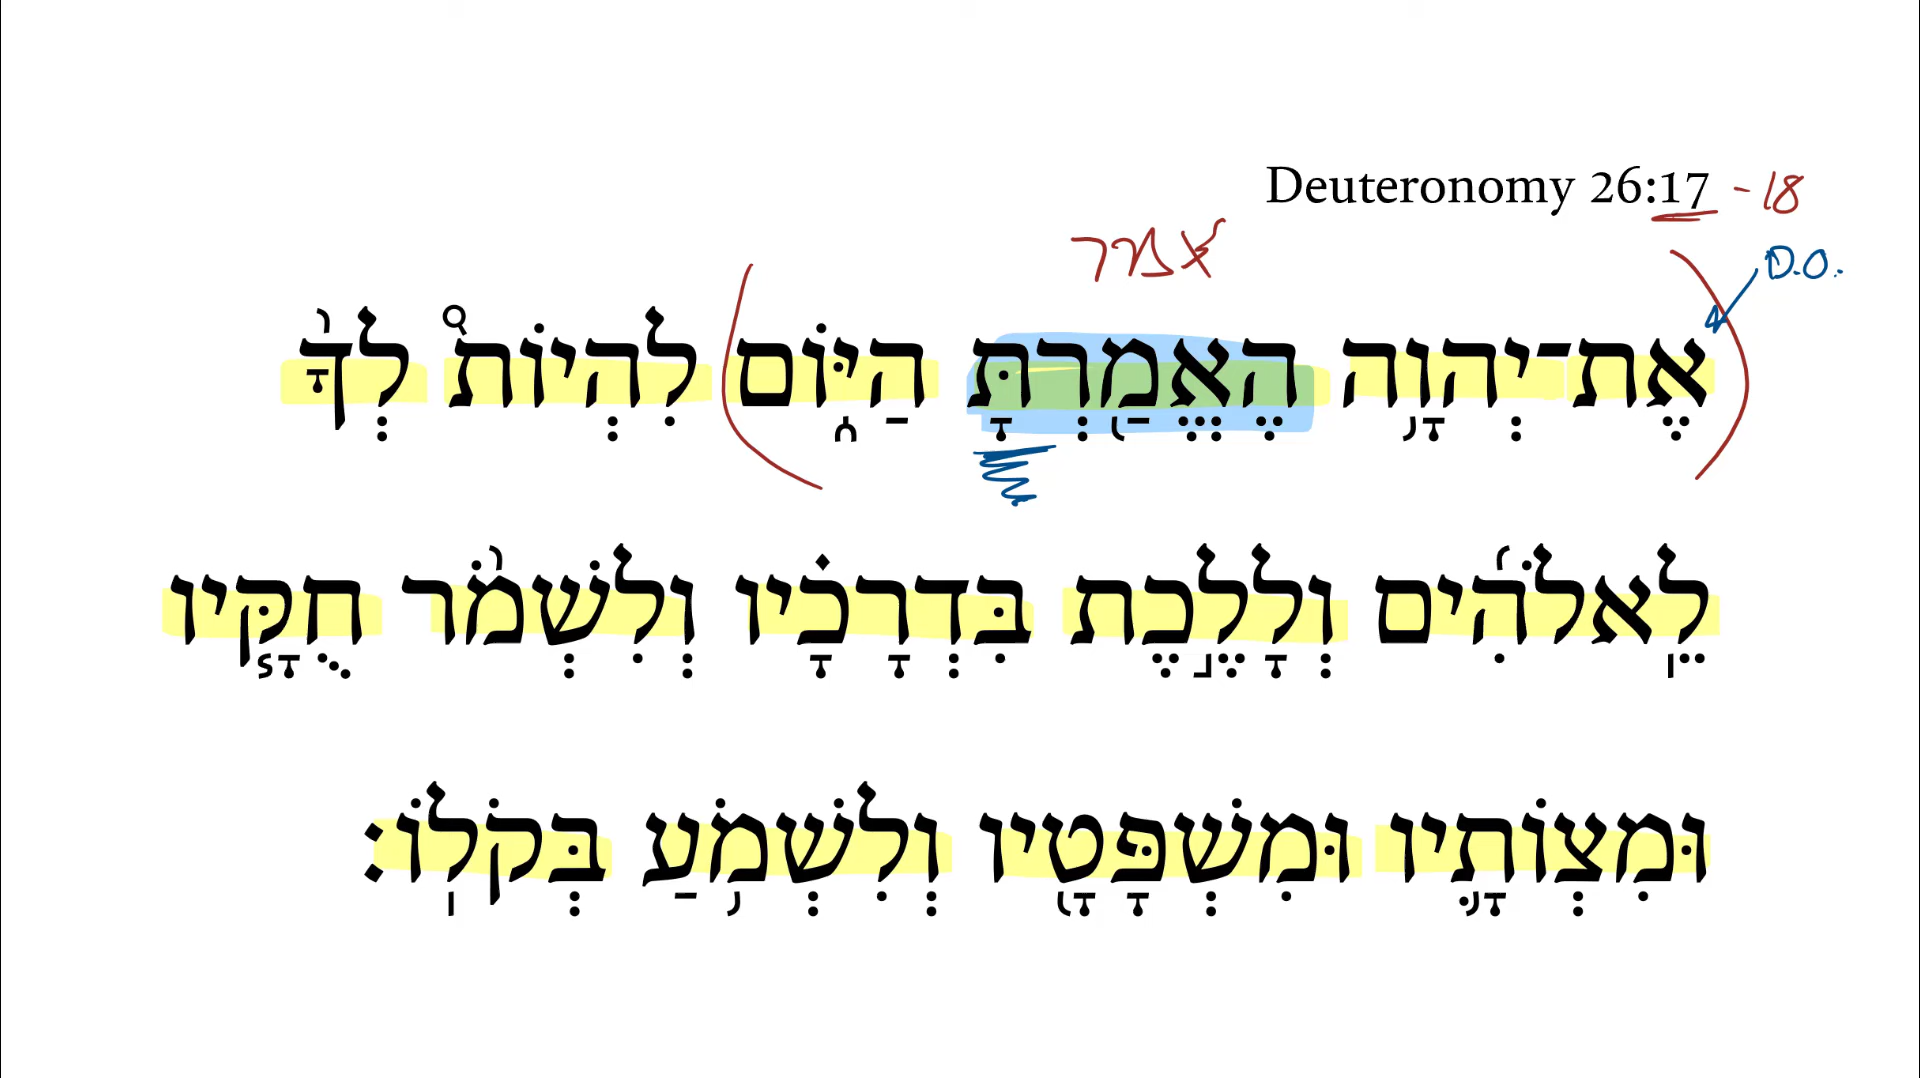 Deuteronomy 26:17 - 18
אמר
D.O.
אֶת־יְהוָ֥ה הֶאֱמַ֖רְתָּ הַיּ֑וֹם לִהְיוֹת֩ לְךָ֨
לֵֽאלֹהִ֜ים וְלָלֶ֣כֶת בִּדְרָכָ֗יו וְלִשְׁמֹ֨ר חֻקָּ֧יו
וּמִצְוֺתָ֛יו וּמִשְׁפָּטָ֖יו וְלִשְׁמֹ֥עַ בְּקֹלֽוֹ׃